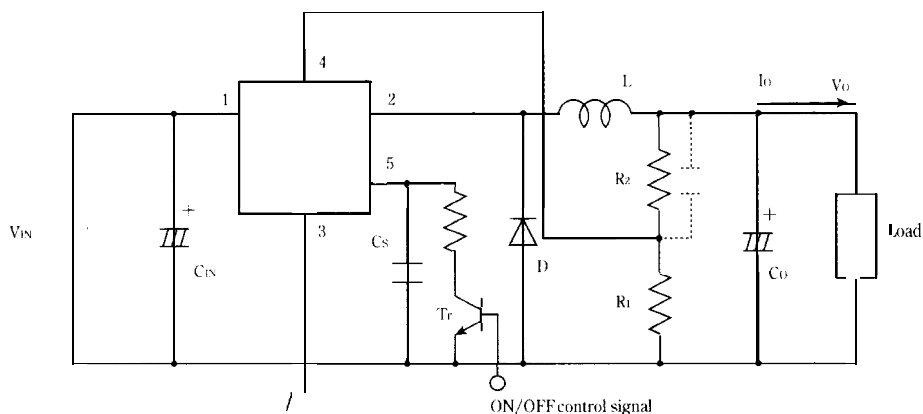 4
L
IO
VO
1
2
5
R2
VIN
+
CIN
3
CS
D
+
CO
Load
Tr
R1
ON/OFF control signal